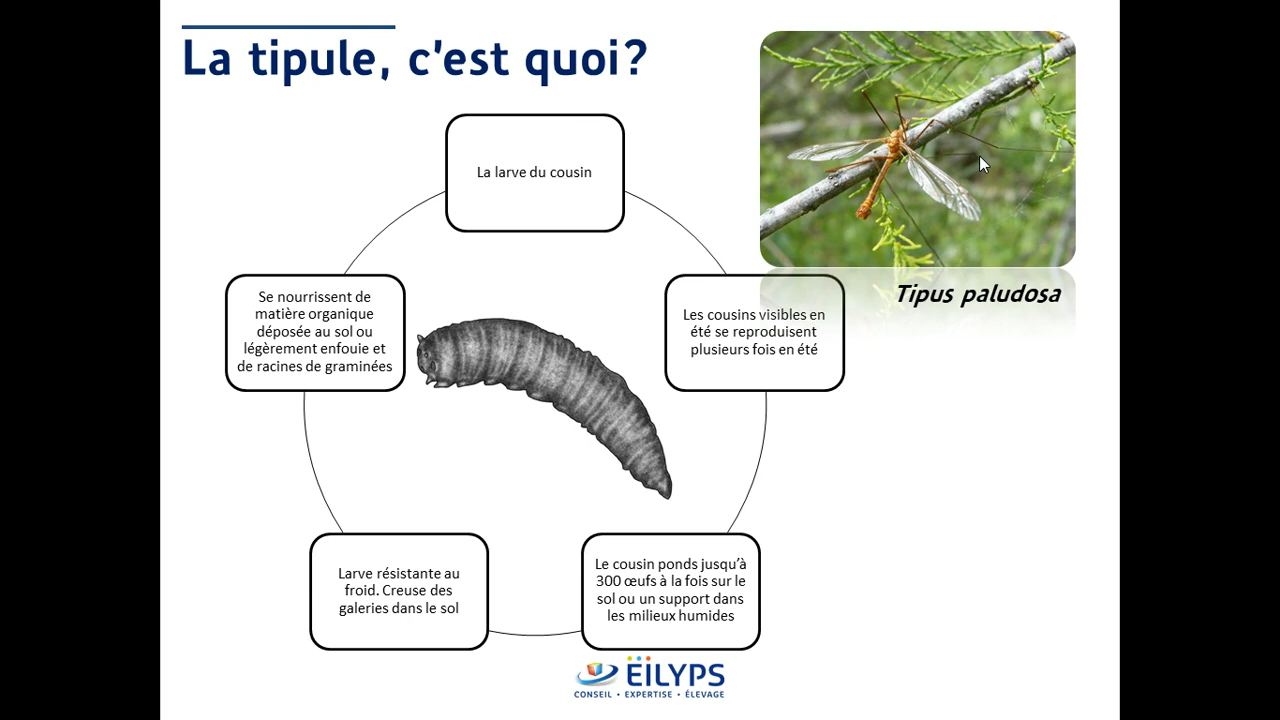 La tipule, c'est quoi?
La larve du cousin
Tipus paludosa
Les cousins visibles en
été se reproduisent
plusieurs fois en été
Le cousin ponds jusqu'à
300 œufs à la fois sur le
sol ou un support dans
les milieux humides
Larve résistante au
froid. Creuse des
galeries dans le sol
Se nourrissent de
matière organique
déposée au sol ou
légèrement enfouie et
de racines de graminées
EILYPS
CONSEIL • EXPERTISE • ÉLEVAGE